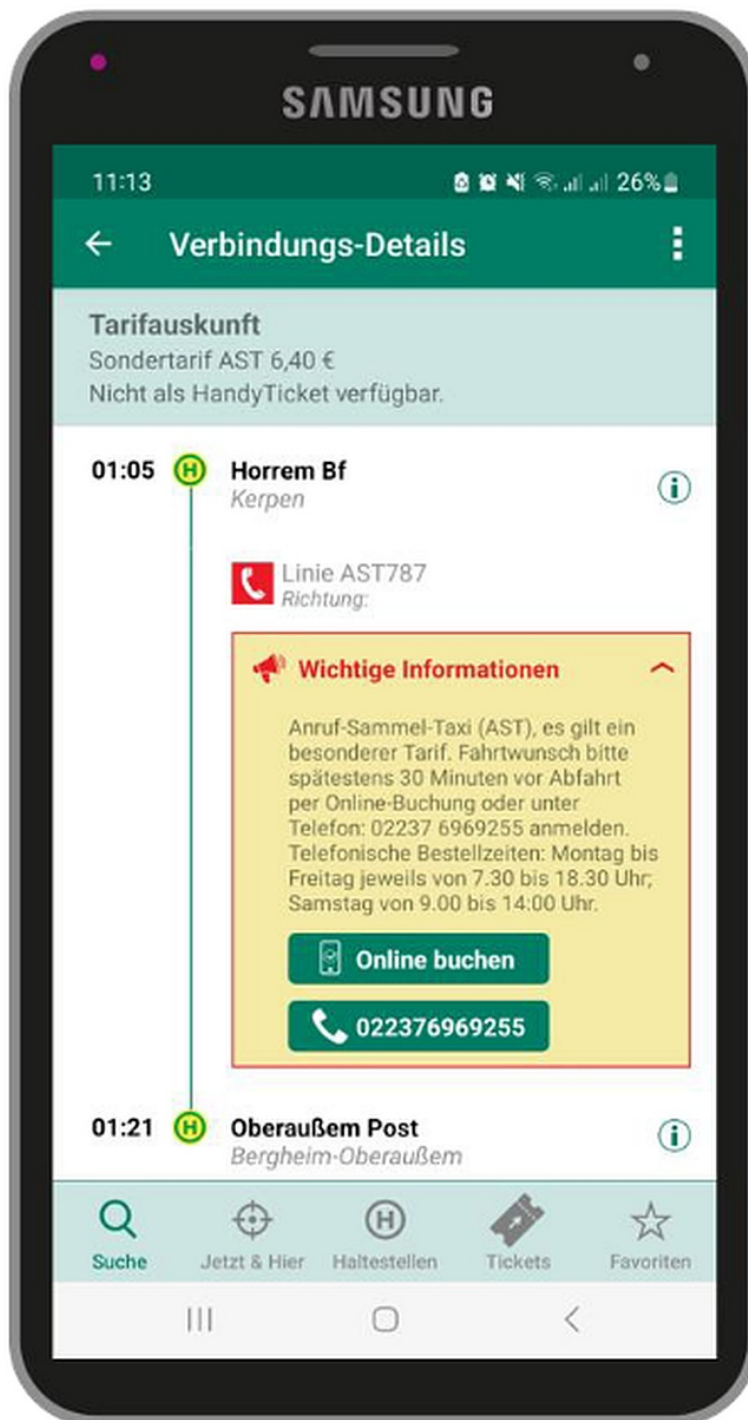 SAMSUNG
11:13 26%
Verbindungs-Details
Tarifauskunft
Sondertarif AST 6,40 €
Nicht als HandyTicket verfügbar.
01:05 H Horrem Bf
Kerpen
Linie AST787
Richtung:
Wichtige Informationen
Anruf-Sammel-Taxi (AST), es gilt ein
besonderer Tarif. Fahrtwunsch bitte
spätestens 30 Minuten vor Abfahrt
per Online-Buchung oder unter
Telefon: 02237 6969255 anmelden.
Telefonische Bestellzeiten: Montag bis
Freitag jeweils von 7.30 bis 18.30 Uhr;
Samstag von 9.00 bis 14:00 Uhr.
Online buchen
022376969255
01:21 H Oberaußem Post
Bergheim-Oberaußem
Suche Jetzt & Hier Haltestellen Tickets Favoriten